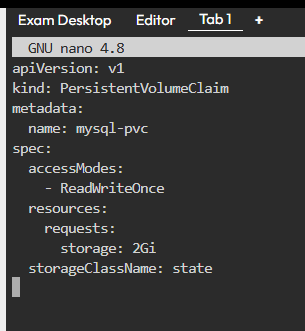 Exam Desktop Editor Tab 1 +
GNU nano 4.8
apiVersion: v1
kind: PersistentVolumeClaim
metadata:
  name: mysql-pvc
spec:
  accessModes:
    - ReadWriteOnce
  resources:
    requests:
      storage: 2Gi
  storageClassName: state